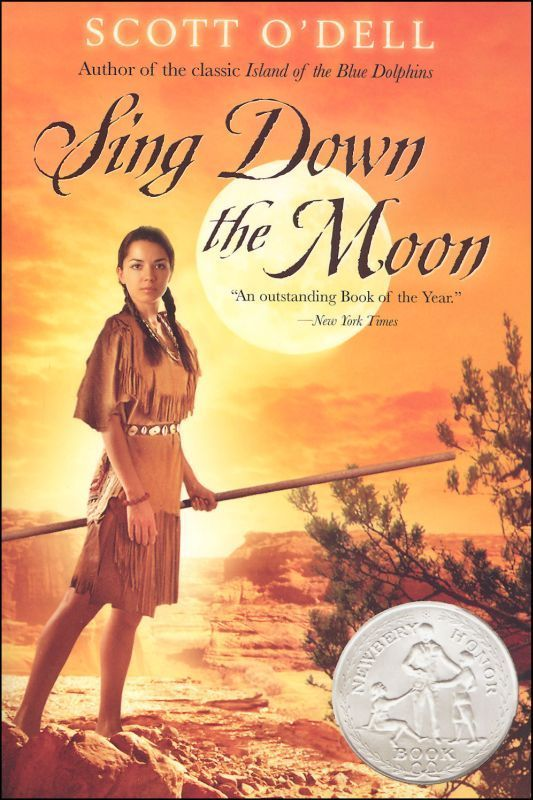 SCOTT O’DELL
Author of the classic Island of the Blue Dolphins
Sing Down
the Moon
“An outstanding Book of the Year.”
—New York Times
NEWBERY HONOR
BOOK